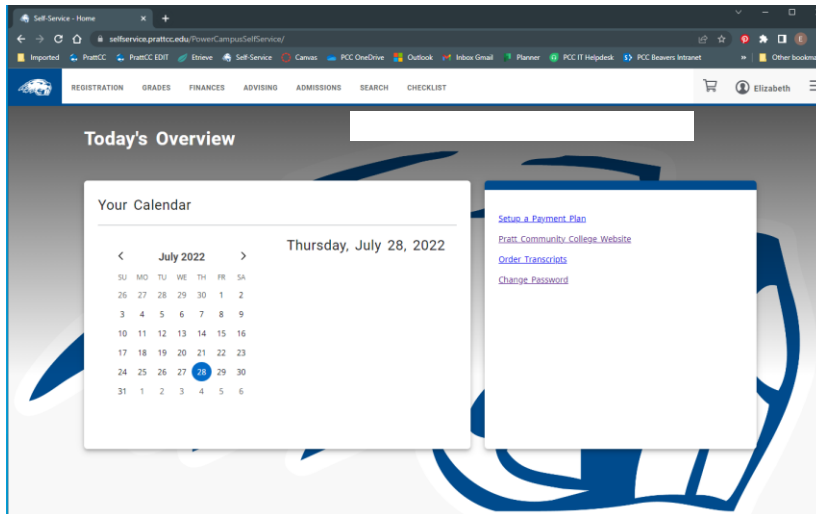 Self-Service - Home
selfservice.prattcc.edu/PowerCampusSelfService/
Imported PrattCC PrattCC EDIT Etrieve Self-Service Canvas PCC OneDrive Outlook Inbox Gmail Planner PCC IT Helpdesk PCC Beavers Intranet » Other bookma
REGISTRATION GRADES FINANCES ADVISING ADMISSIONS SEARCH CHECKLIST Elizabeth
Today's Overview
Your Calendar
Thursday, July 28, 2022
July 2022
SU MO TU WE TH FR SA
26 27 28 29 30 1 2
3 4 5 6 7 8 9
10 11 12 13 14 15 16
17 18 19 20 21 22 23
24 25 26 27 28 29 30
31 1 2 3 4 5 6
Setup a Payment Plan
Pratt Community College Website
Order Transcripts
Change Password